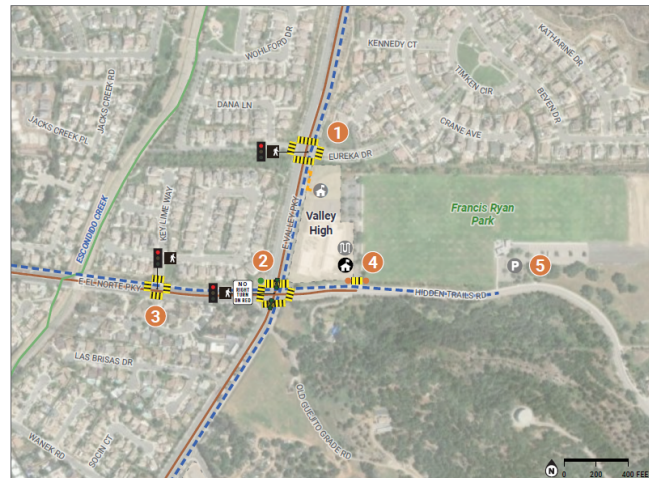 WOHLFORD DR
KENNEDY CT
KATHARINE DR
JACKS CREEK RD
TIMKEN CIR
BEVEN DR
DANA LN
JACKS CREEK PL
CRANE AVE
1
EUREKA DR
KEY LIME WAY
E VALLEY PKY
Valley
High
Francis Ryan
Park
ESCONDIDO CREEK
2
4
P
5
E EL NORTE PKY
NO
RIGHT
TURN
ON RED
HIDDEN TRAILS RD
3
LAS BRISAS DR
OLD GUEJITO GRADE RD
WANEK RD
SOCIN CT
N
0
200
400 FEE